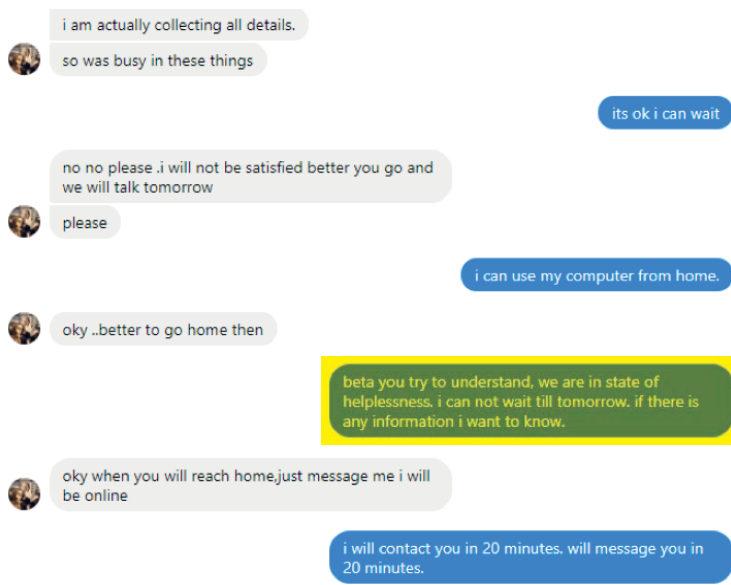 i am actually collecting all details.
so was busy in these things
its ok i can wait
no no please .i will not be satisfied better you go and
we will talk tomorrow
please
i can use my computer from home.
oky ..better to go home then
beta you try to understand, we are in state of
helplessness. i can not wait till tomorrow. if there is
any information i want to know.
oky when you will reach home,just message me i will
be online
i will contact you in 20 minutes. will message you in
20 minutes.